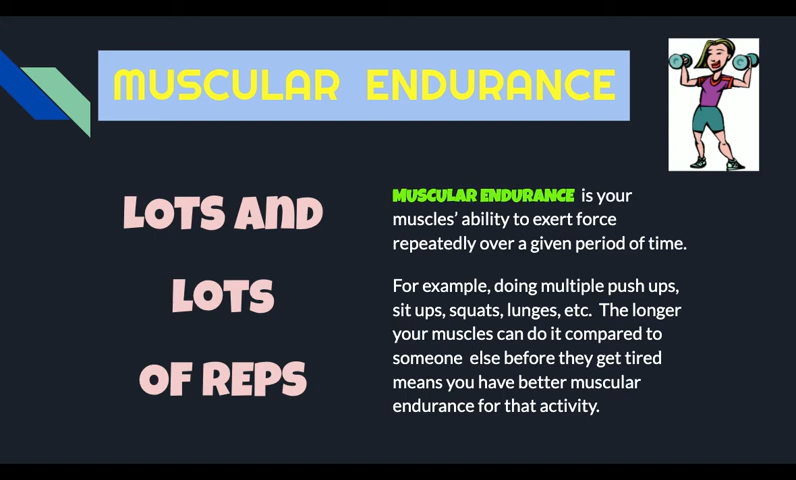 MUSCULAR ENDURANCE
LOTS AND
LOTS
OF REPS
MUSCULAR ENDURANCE is your
muscles' ability to exert force
repeatedly over a given period of time.
For example, doing multiple push ups,
sit ups, squats, lunges, etc. The longer
your muscles can do it compared to
someone else before they get tired
means you have better muscular
endurance for that activity.